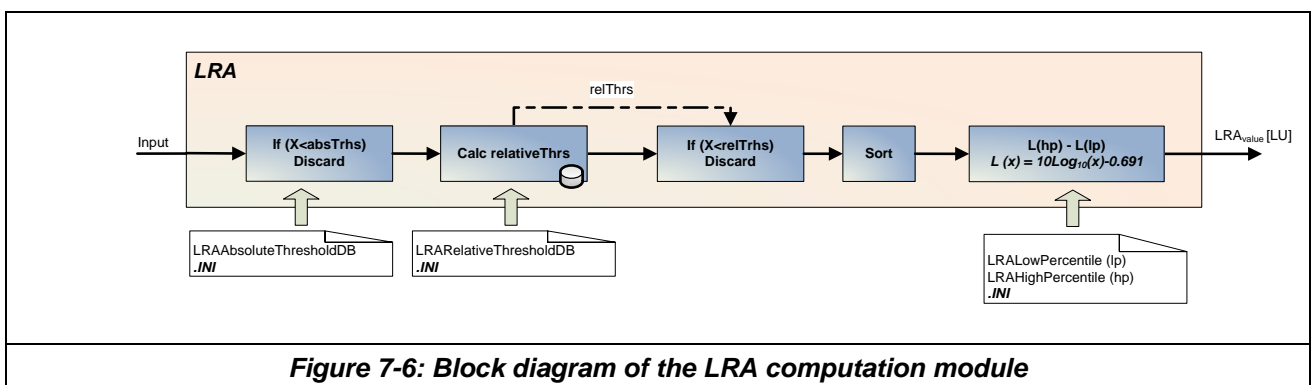 LRA
relThrs
Input
If (X<absTrhs)
Discard
Calc relativeThrs
If (X<relTrhs)
Discard
Sort
L(hp) - L(lp)
L (x) = 10Log₁₀(x)-0.691
LRAvalue [LU]
LRAAbsoluteThresholdDB
.INI
LRARelativeThresholdDB
.INI
LRALowPercentile (lp)
LRAHighPercentile (hp)
.INI
Figure 7-6: Block diagram of the LRA computation module